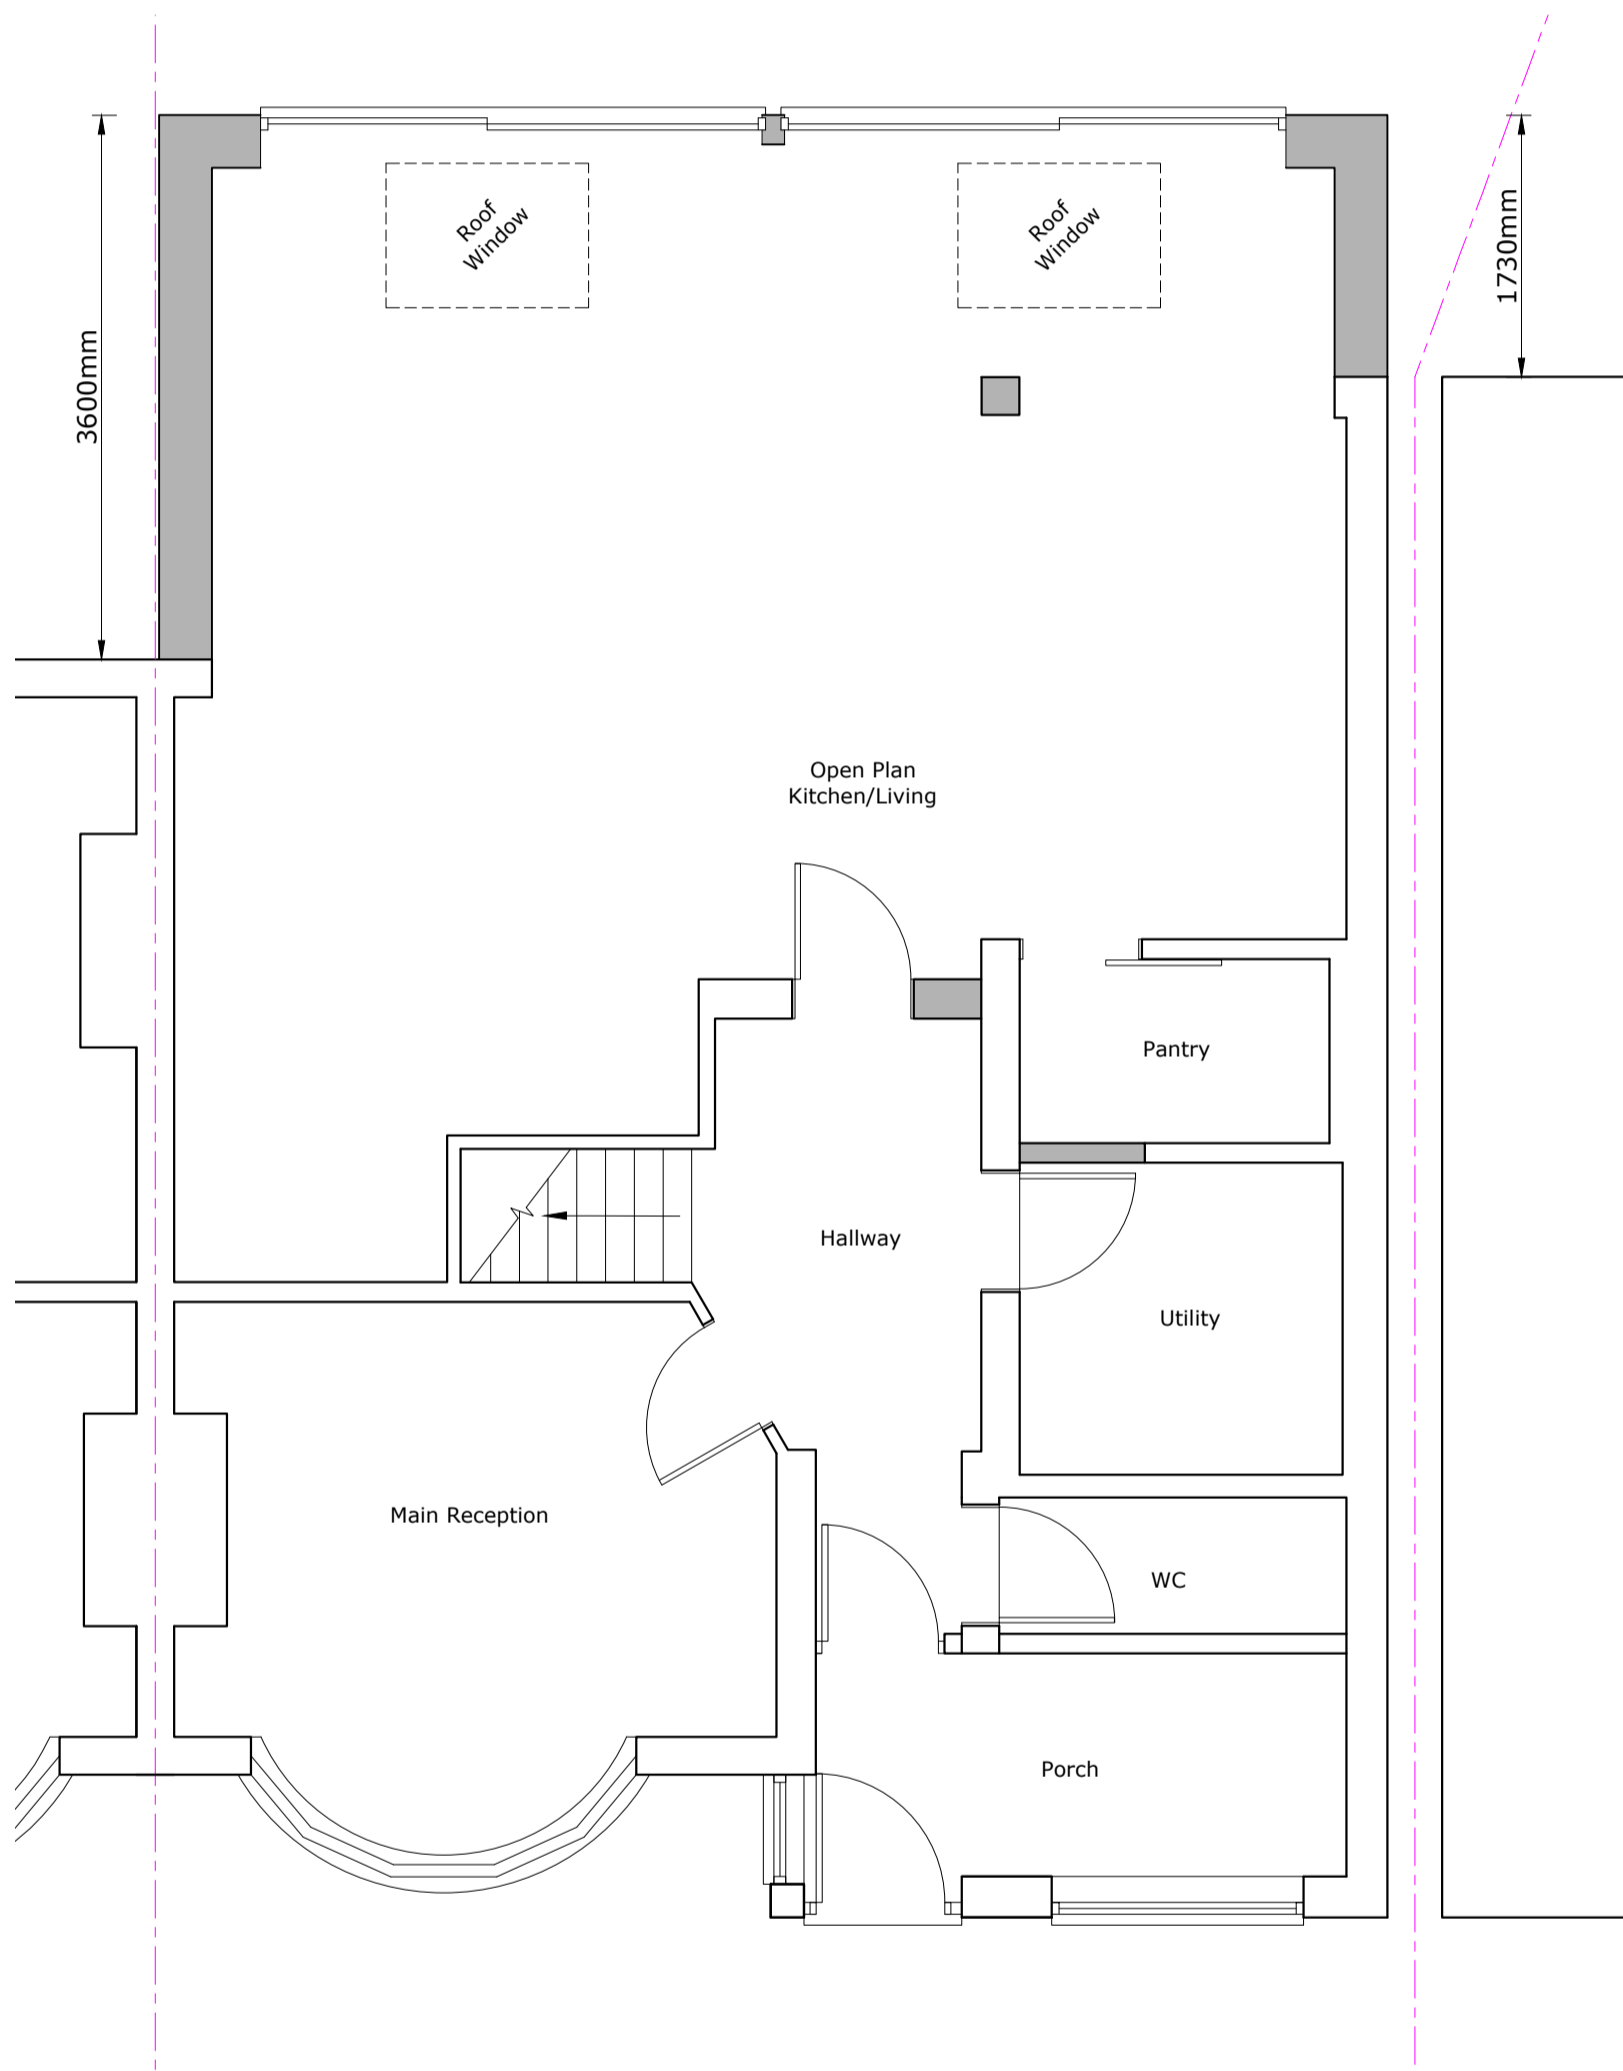 Roof
Window
Roof
Window
1730mm
3600mm
Open Plan
Kitchen/Living
Pantry
Hallway
Utility
Main Reception
WC
Porch